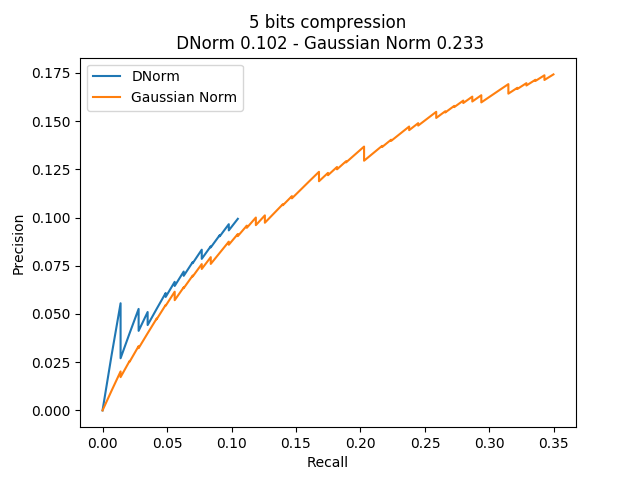 5 bits compression
DNorm 0.102 - Gaussian Norm 0.233
DNorm
Gaussian Norm
Precision
0.175
0.150
0.125
0.100
0.075
0.050
0.025
0.000
0.00 0.05 0.10 0.15 0.20 0.25 0.30 0.35
Recall